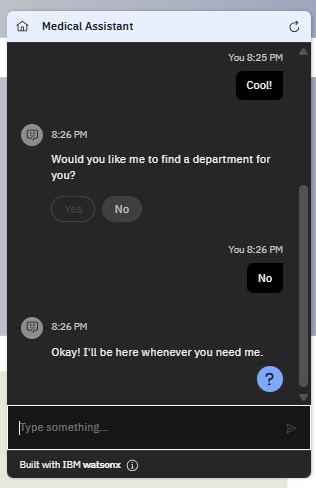 Medical Assistant
You 8:25 PM
Cool!
8:26 PM
Would you like me to find a department for
you?
Yes
No
You 8:26 PM
No
8:26 PM
Okay! I'll be here whenever you need me.
?
Type something...
Built with IBM watsonx